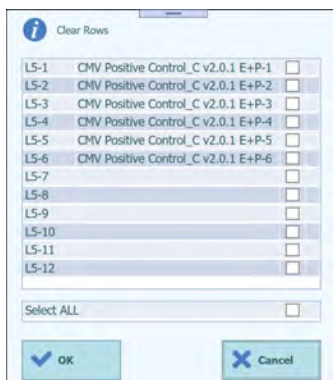 Clear Rows
L5-1 CMV Positive Control_C v2.0.1 E+P-1
L5-2 CMV Positive Control_C v2.0.1 E+P-2
L5-3 CMV Positive Control_C v2.0.1 E+P-3
L5-4 CMV Positive Control_C v2.0.1 E+P-4
L5-5 CMV Positive Control_C v2.0.1 E+P-5
L5-6 CMV Positive Control_C v2.0.1 E+P-6
L5-7
L5-8
L5-9
L5-10
L5-11
L5-12
Select ALL
OK
Cancel